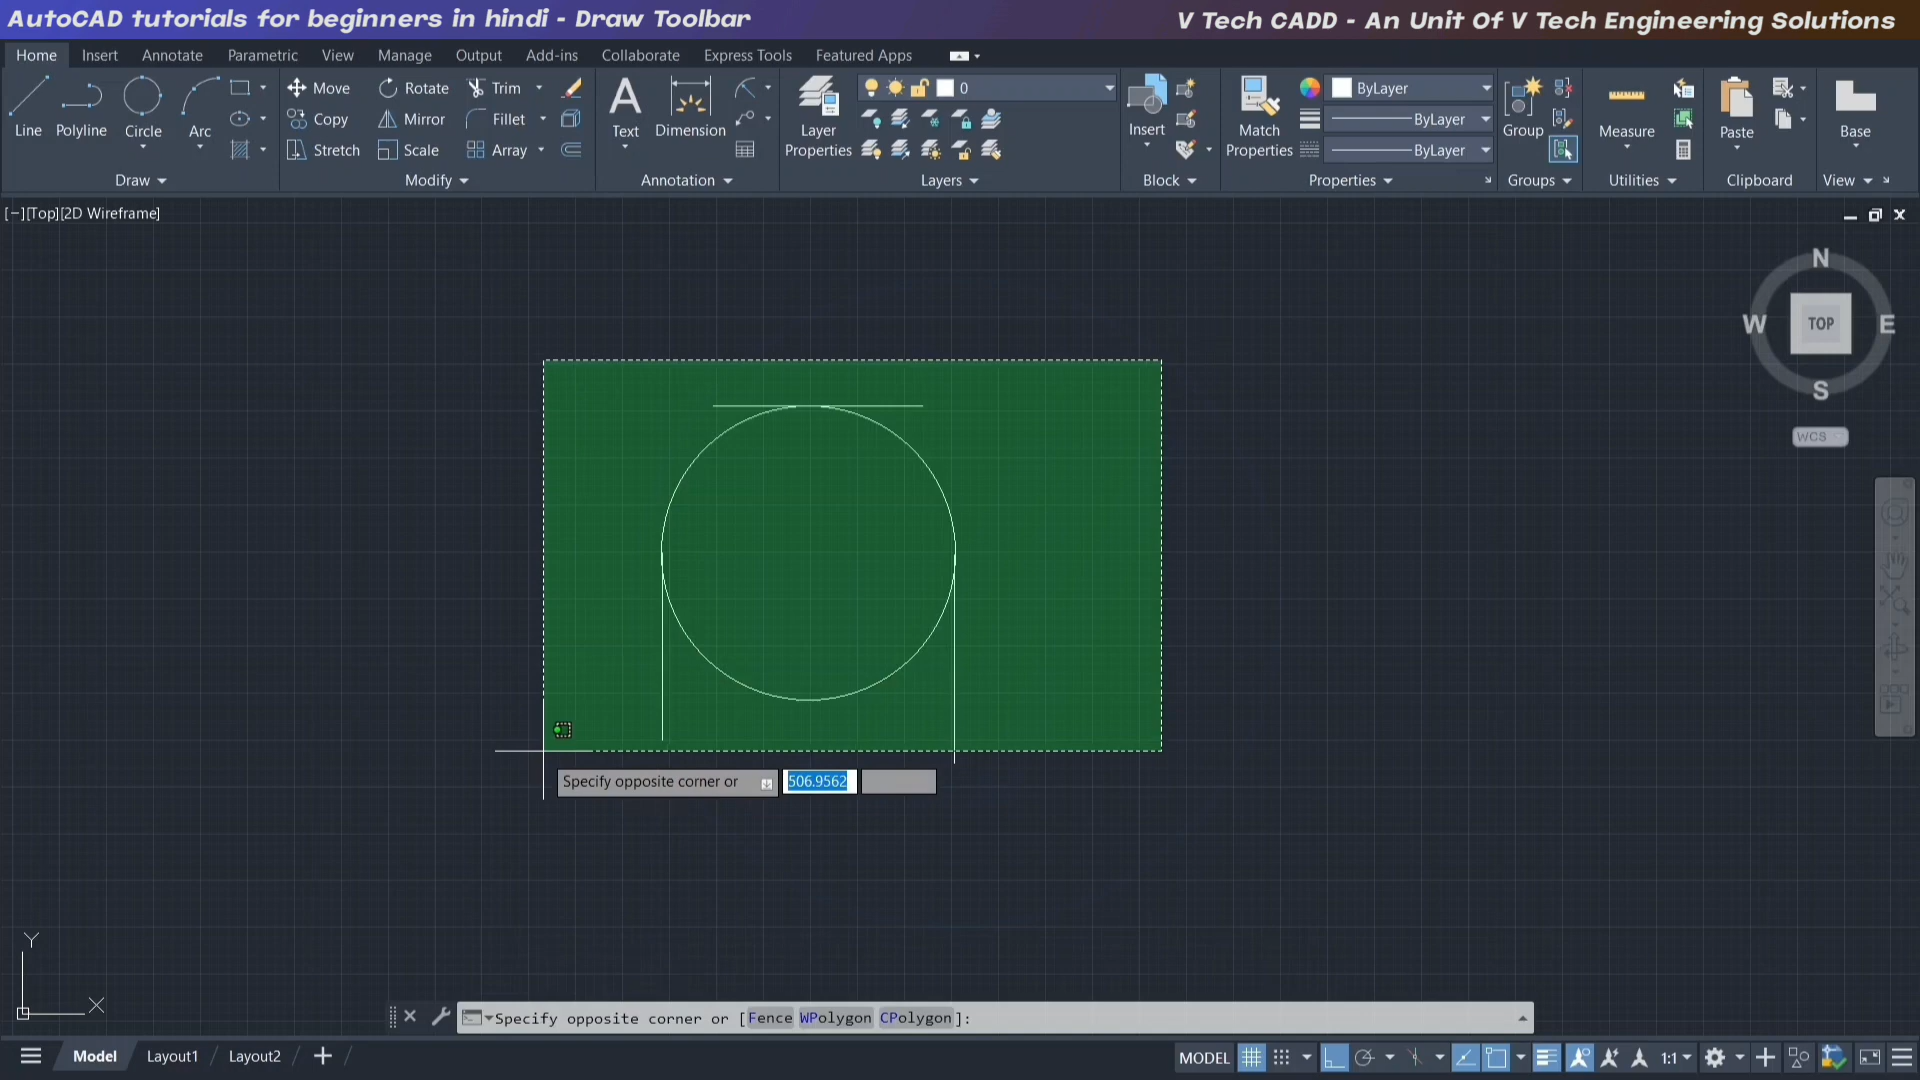 AutoCAD tutorials for beginners in hindi - Draw Toolbar
V Tech CADD - An Unit Of V Tech Engineering Solutions
Home Insert Annotate Parametric View Manage Output Add-ins Collaborate Express Tools Featured Apps
Line Polyline Circle Arc
Move Rotate Trim
Copy Mirror Fillet
Stretch Scale Array
Text Dimension
Layer Properties
0
Insert
Match Properties
ByLayer
ByLayer
ByLayer
Group
Measure
Paste
Base
Draw Modify Annotation Layers Block Properties Groups Utilities Clipboard View
[−][Top][2D Wireframe]
N
W TOP E
S
WCS
Specify opposite corner or 506.9562
Y
X
Specify opposite corner or [Fence WPolygon CPolygon]:
Model Layout1 Layout2
MODEL 1:1